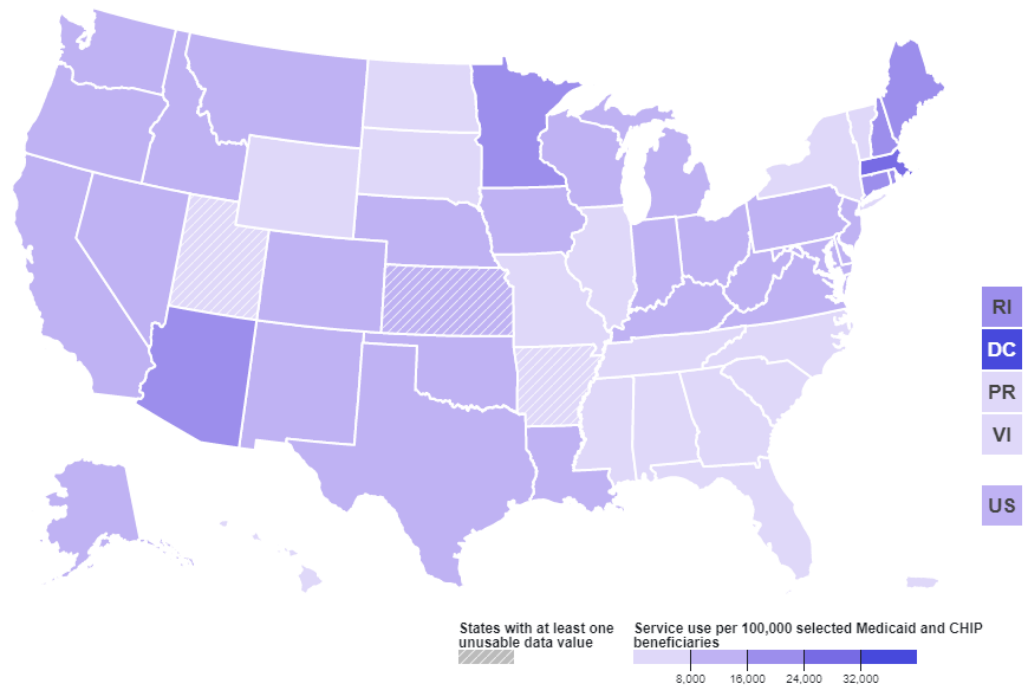 RI
DC
PR
VI
US
States with at least one
unusable data value
Service use per 100,000 selected Medicaid and CHIP
beneficiaries
8,000 16,000 24,000 32,000